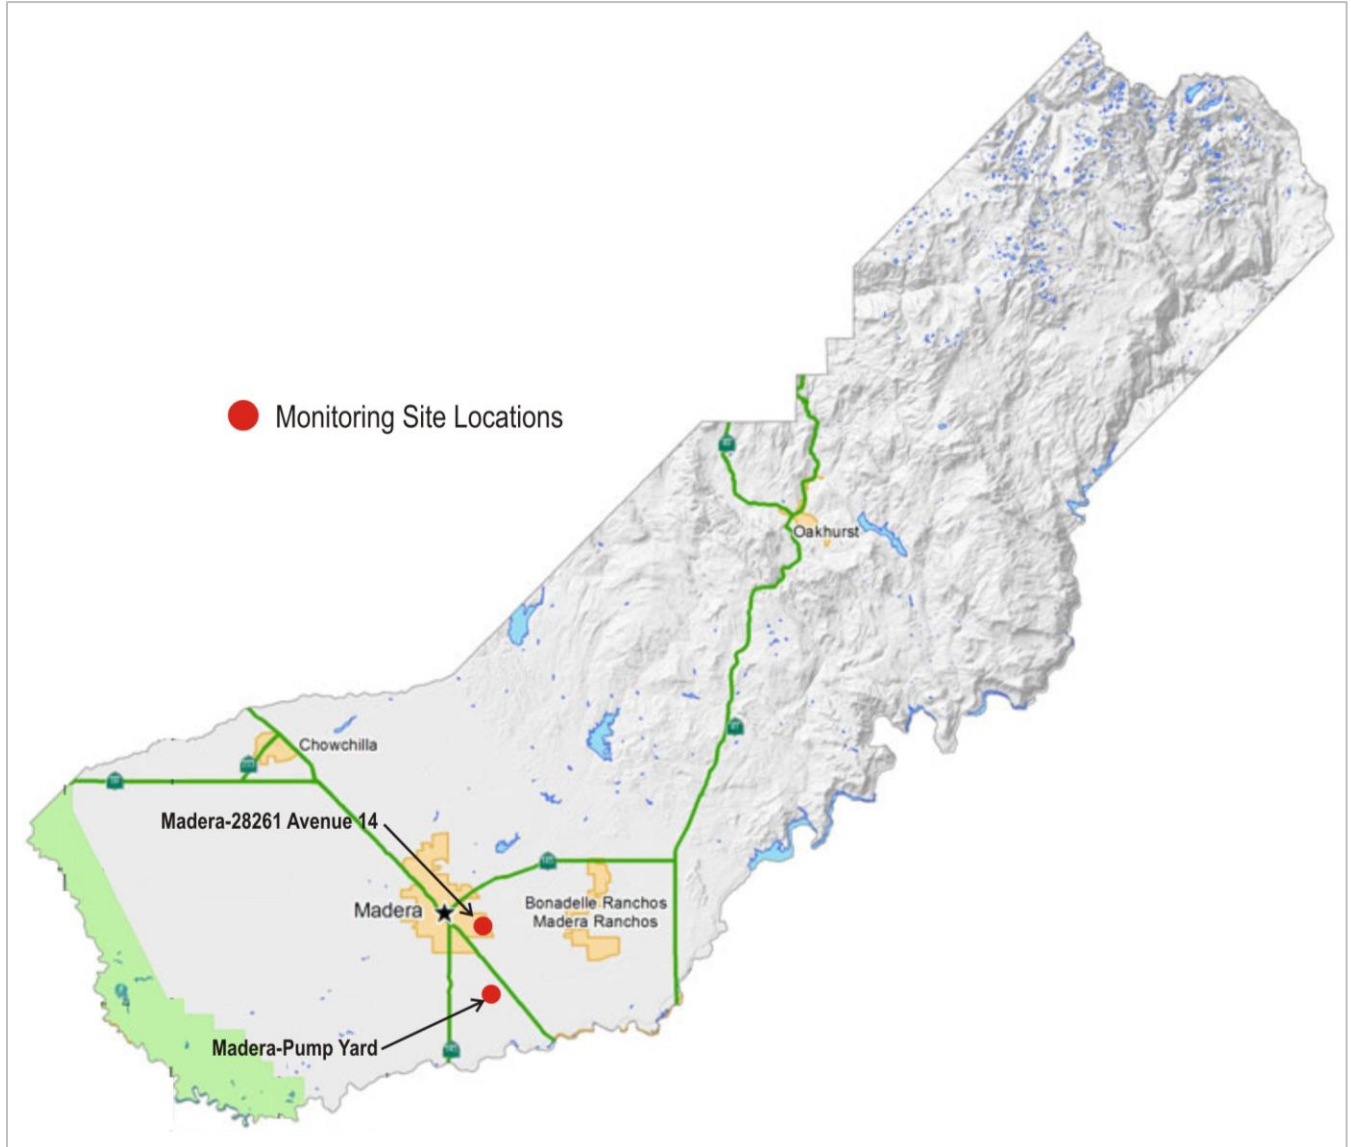 Monitoring Site Locations
Oakhurst
Chowchilla
Madera-28261 Avenue 14
Madera
Bonadelle Ranchos
Madera Ranchos
Madera-Pump Yard